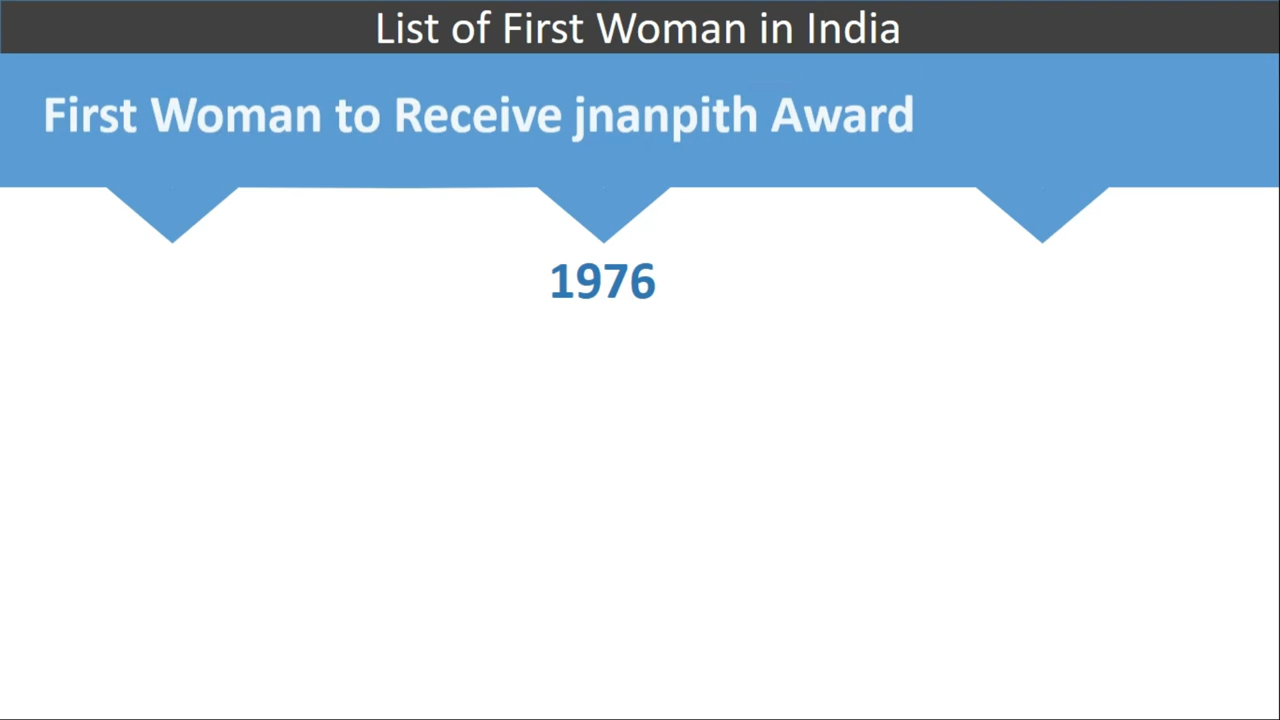 List of First Woman in India
First Woman to Receive jnanpith Award
1976